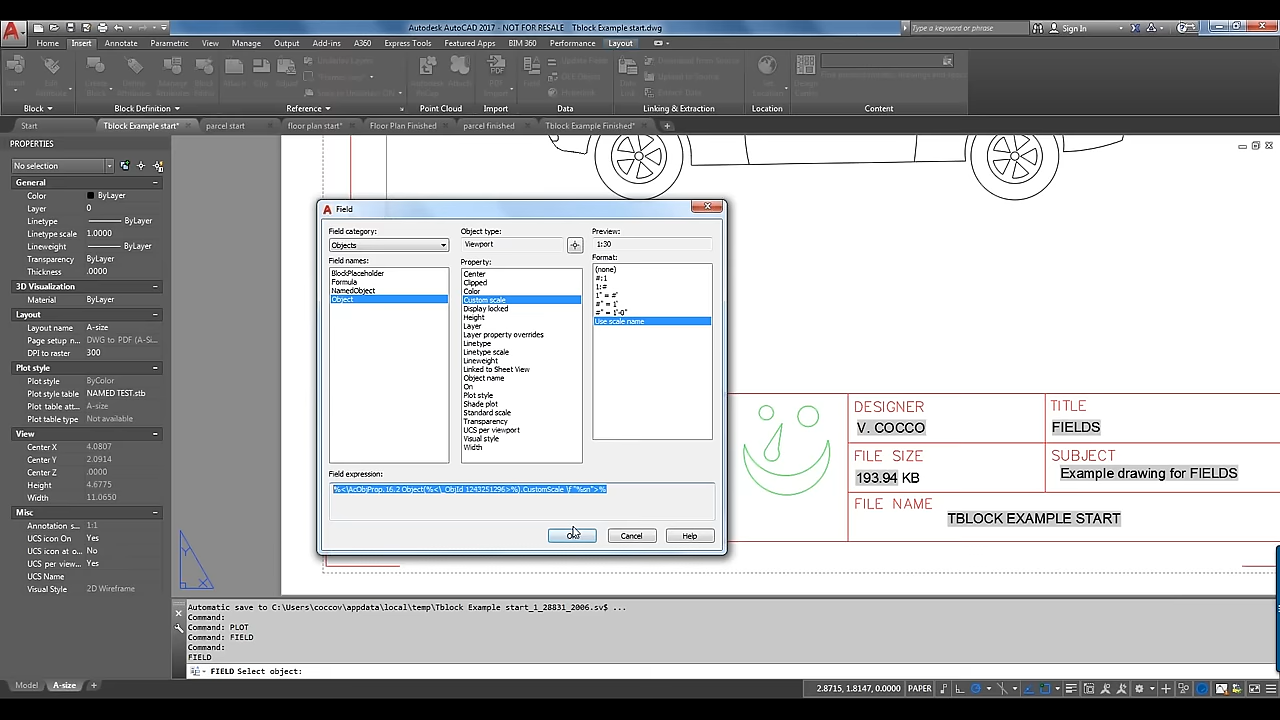 Autodesk AutoCAD 2017 - NOT FOR RESALE Tblock Example start.dwg
Type a keyword or phrase
Sign In
Home Insert Annotate Parametric View Manage Output Add-ins A360 Express Tools Featured Apps BIM 360 Performance Layout
PDF
Block Block Definition Reference Point Cloud Import Data Linking & Extraction Location Content
Start Tblock Example start* parcel start floor plan start* Floor Plan Finished parcel finished Tblock Example Finished*
PROPERTIES
No selection
General
Color ByLayer
Layer 0
Linetype ByLayer
Linetype scale 1.0000
Lineweight ByLayer
Transparency ByLayer
Thickness .0000
3D Visualization
Material ByLayer
Layout
Layout name A-size
Page setup n... DWG to PDF (A-Si...
DPI to raster 300
Plot style
Plot style ByColor
Plot style table NAMED TEST.stb
Plot table att... A-size
Plot table type Not available
View
Center X 4.0807
Center Y 2.0914
Center Z .0000
Height 4.6775
Width 11.0650
Misc
Annotation s... 1:1
UCS icon On Yes
UCS icon at o... No
UCS per view... Yes
UCS Name
Visual Style 2D Wireframe
Field
Field category:
Objects
Field names:
BlockPlaceholder
Formula
NamedObject
Object
Object type:
Viewport
Property:
Center
Clipped
Color
Custom scale
Display locked
Height
Layer
Layer property overrides
Linetype
Linetype scale
Lineweight
Linked to Sheet View
Object name
On
Plot style
Shade plot
Standard scale
Transparency
UCS per viewport
Visual style
Width
Preview:
1:30
Format:
(none)
#:1
1:#
1" = #'
#" = 1'
#" = 1'-0"
Use scale name
Field expression:
%<\AcObjProp.16.2 Object(%<\_ObjId 1243251296>%).CustomScale \f "%sn">%
Cancel Help
DESIGNER
V. COCCO
TITLE
FIELDS
FILE SIZE
193.94 KB
SUBJECT
Example drawing for FIELDS
FILE NAME
TBLOCK EXAMPLE START
Y
X
Automatic save to C:\Users\coccov\appdata\local\temp\Tblock Example start_1_28831_2006.sv$ ...
Command:
Command: PLOT
Command: FIELD
Command:
FIELD
FIELD Select object:
Model A-size +
2.8715, 1.8147, 0.0000 PAPER